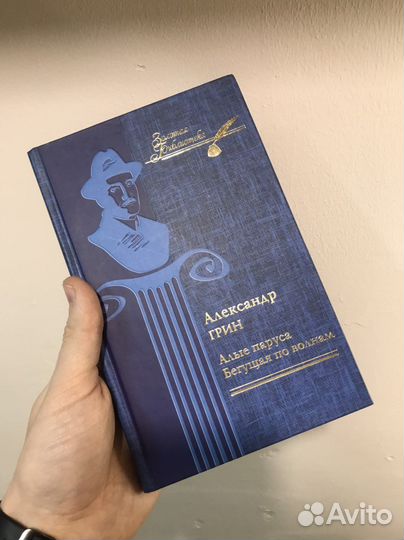 Золотая
Библиотека
Александр
ГРИН
Алые паруса
Бегущая по волнам
Avito